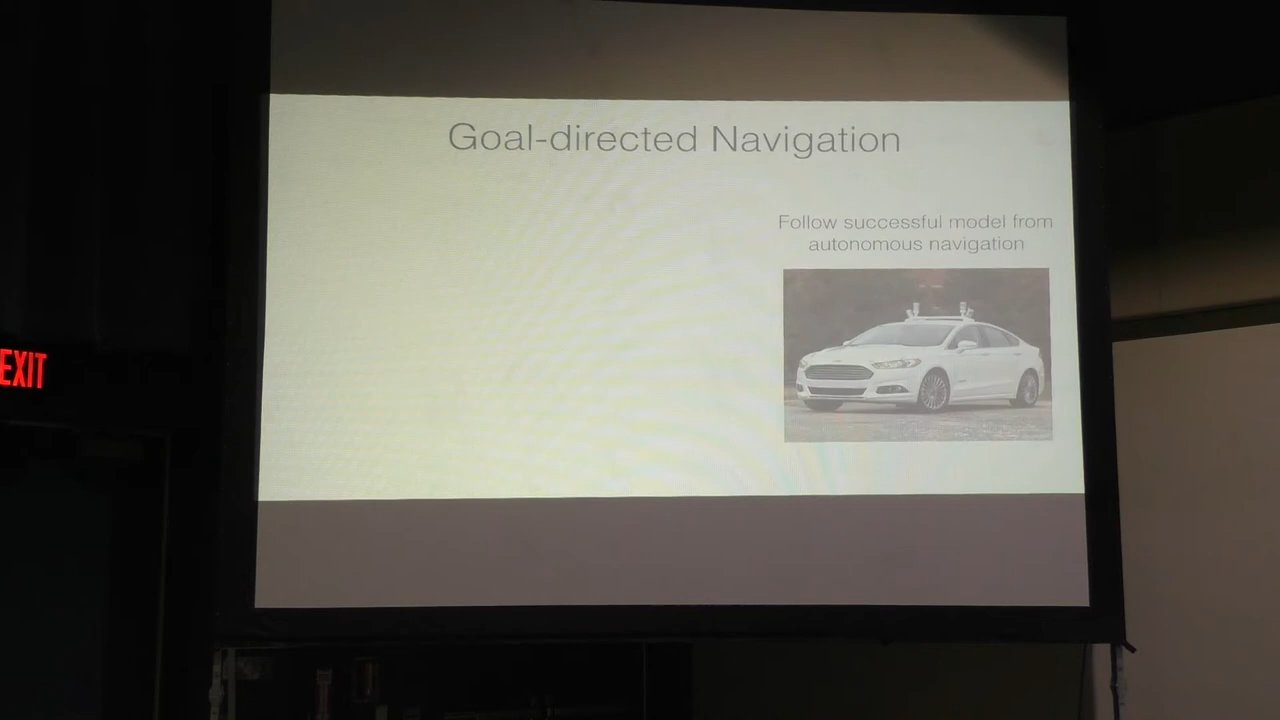 Goal-directed Navigation
Follow successful model from
autonomous navigation
EXIT